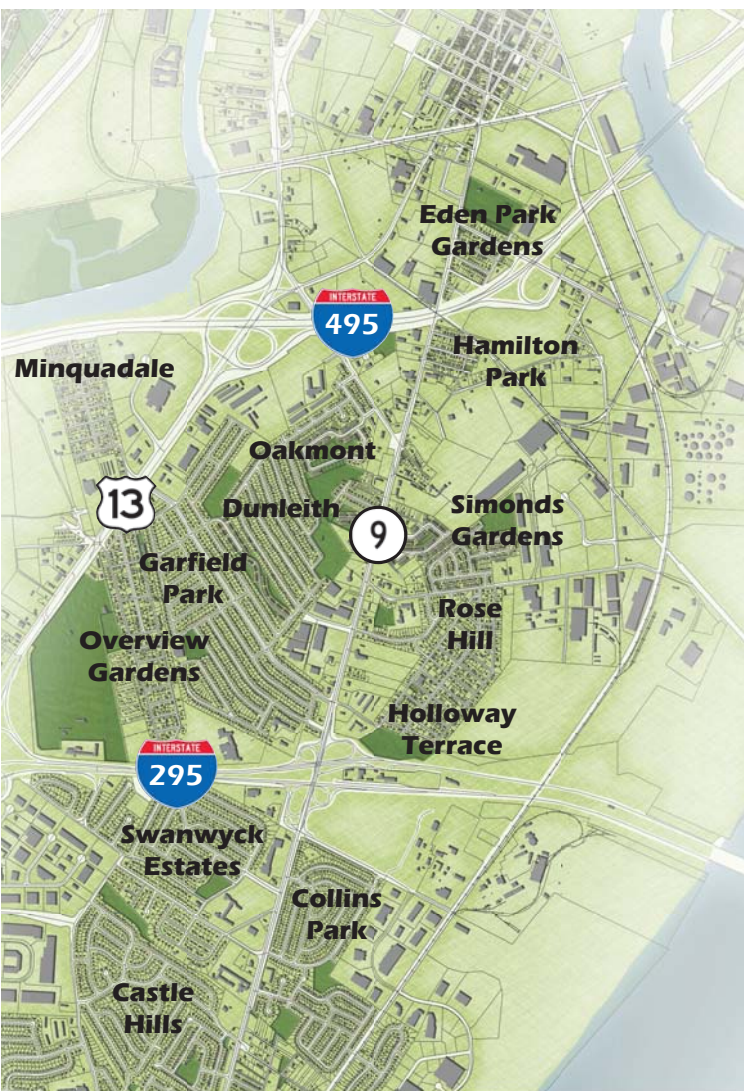 Eden Park
Gardens
INTERSTATE
495
Minquadale
Hamilton
Park
Oakmont
13
Dunleith
9
Simonds
Gardens
Garfield
Park
Rose
Hill
Overview
Gardens
Holloway
Terrace
INTERSTATE
295
Swanwyck
Estates
Collins
Park
Castle
Hills